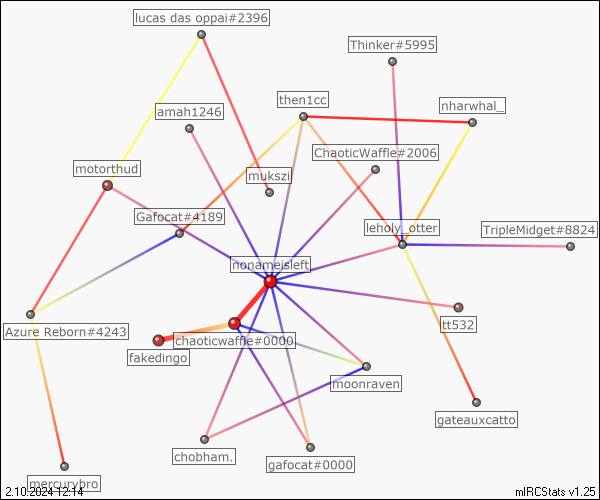 lucas das oppai#2396
Thinker#5995
then1cc
nharwhal_
amah1246
ChaoticWaffle#2006
motorthud
mukszi
Gafocat#4189
leholy_otter
TripleMidget#8824
nonameisleft
tt532
Azure Reborn#4243
chaoticwaffle#0000
fakedingo
moonraven
gateauxcatto
chobham.
gafocat#0000
mercurybro
2.10.2024 12:14
mIRCStats v1.25